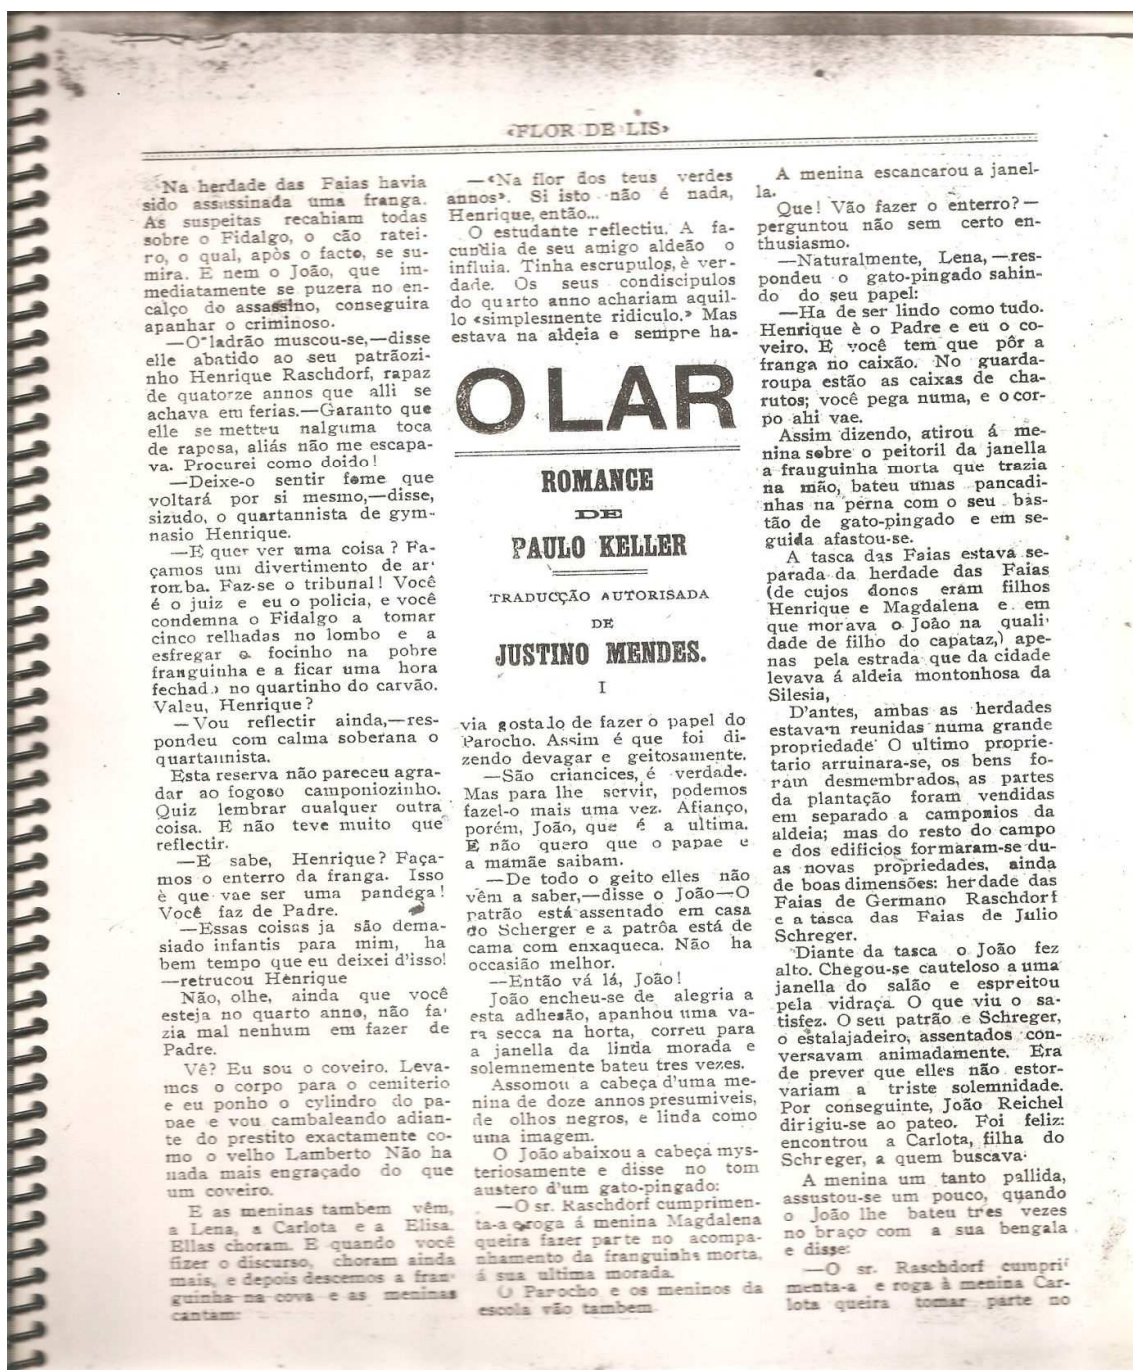 «FLOR DE LIS»
Na herdade das Faias havia
sido assassinada uma franga.
As suspeitas recahiam todas
sobre o Fidalgo, o cão ratei-
ro, o qual, após o facto, se su-
mira. E nem o João, que im-
mediatamente se puzera no en-
calço do assassino, conseguira
apanhar o criminoso.
—O ladrão muscou-se,—disse
elle abatido ao seu patrãozi-
nho Henrique Raschdorf, rapaz
de quatorze annos que alli se
achava em ferias.—Garanto que
elle se metteu nalguma toca
de raposa, aliás não me escapa-
va. Procurei como doido!
—Deixe-o sentir fome que
voltará por si mesmo,—disse,
sizudo, o quartannista de gym-
nasio Henrique.
—E quer ver uma coisa? Fa-
çamos um divertimento de ar-
romba. Faz-se o tribunal! Você
é o juiz e eu o policia, e você
condemna o Fidalgo a tomar
cinco relhadas no lombo e a
esfregar o focinho na pobre
franguinha e a ficar uma hora
fechado no quartinho do carvão.
Valeu, Henrique?
—Vou reflectir ainda,—res-
pondeu com calma soberana o
quartannista.
Esta reserva não pareceu agra-
dar ao fogoso camponiozinho.
Quiz lembrar qualquer outra
coisa. E não teve muito que
reflectir.
—E sabe, Henrique? Faça-
mos o enterro da franga. Isso
è que vae ser uma pandega!
Você faz de Padre.
—Essas coisas ja são dema-
siado infantis para mim, ha
bem tempo que eu deixei d'isso!
—retrucou Henrique
Não, olhe, ainda que você
esteja no quarto anno, não fa-
zia mal nenhum em fazer de
Padre.
Vê? Eu sou o coveiro. Leva-
mos o corpo para o cemiterio
e eu ponho o cylindro do pa-
pae e vou cambaleando adian-
te do prestito exactamente co-
mo o velho Lamberto Não ha
nada mais engraçado do que
um coveiro.
E as meninas tambem vêm,
a Lena, a Carlota e a Elisa.
Ellas choram. E quando você
fizer o discurso, choram ainda
mais, e depois descemos a fran-
guinha na cova e as meninas
cantam:
—«Na flor dos teus verdes
annos». Si isto não é nada,
Henrique, então...
O estudante reflectiu. A fa-
cundia de seu amigo aldeão o
influia. Tinha escrupulos, è ver-
dade. Os seus condiscipulos
do quarto anno achariam aquil-
lo «simplesmente ridiculo.» Mas
estava na aldeia e sempre ha-
O LAR
ROMANCE
DE
PAULO KELLER
TRADUCÇÃO AUTORISADA
DE
JUSTINO MENDES.
I
via gostalo de fazer o papel do
Parocho. Assim é que foi di-
zendo devagar e geitosamente.
—São criancices, é verdade.
Mas para lhe servir, podemos
fazel-o mais uma vez. Afianço,
porém, João, que é a ultima.
E não quero que o papae e
a mamãe saibam.
—De todo o geito elles não
vêm a saber,—disse o João—O
patrão está assentado em casa
do Scherger e a patrôa está de
cama com enxaqueca. Não ha
occasião melhor.
—Então vá lá, João!
João encheu-se de alegria a
esta adhesão, apanhou uma va-
ra secca na horta, correu para
a janella da linda morada e
solemnemente bateu tres vezes.
Assomou a cabeça d'uma me-
nina de doze annos presumiveis,
de olhos negros, e linda como
uma imagem.
O João abaixou a cabeça mys-
teriosamente e disse no tom
austero d'um gato-pingado:
—O sr. Raschdorf cumprimen-
ta-a e roga á menina Magdalena
queira fazer parte no acompa-
nhamento da franguinha morta,
á sua ultima morada.
O Parocho e os meninos da
escola vão tambem
A menina escancarou a janel-
la.
Que! Vão fazer o enterro?—
perguntou não sem certo en-
thusiasmo.
—Naturalmente, Lena,—res-
pondeu o gato-pingado sahin-
do do seu papel:
—Ha de ser lindo como tudo.
Henrique è o Padre e eu o co-
veiro. E você tem que pôr a
franga no caixão. No guarda-
roupa estão as caixas de cha-
rutos; você pega numa, e o cor-
po ahi vae.
Assim dizendo, atirou á me-
nina sobre o peitoril da janella
a frauguinha morta que trazia
na mão, bateu umas pancadi-
nhas na perna com o seu bas-
tão de gato-pingado e em se-
guida afastou-se.
A tasca das Faias estava se-
parada da herdade das Faias
(de cujos donos eram filhos
Henrique e Magdalena e em
que morava o João na quali-
dade de filho do capataz,) ape-
nas pela estrada que da cidade
levava á aldeia montonhosa da
Silesia,
D'antes, ambas as herdades
estavam reunidas numa grande
propriedade O ultimo proprie-
tario arruinara-se, os bens fo-
ram desmembrados, as partes
da plantação foram vendidas
em separado a camponios da
aldeia; mas do resto do campo
e dos edificios formaram-se du-
as novas propriedades, ainda
de boas dimensões: herdade das
Faias de Germano Raschdorf
e a tasca das Faias de Julio
Schreger.
Diante da tasca o João fez
alto. Chegou-se cauteloso a uma
janella do salão e espreitou
pela vidraça. O que viu o sa-
tisfez. O seu patrão e Schreger,
o estalajadeiro, assentados con-
versavam animadamente. Era
de prever que elles não estor-
variam a triste solemnidade.
Por conseguinte, João Reichel
dirigiu-se ao pateo. Foi feliz:
encontrou a Carlota, filha do
Schreger, a quem buscava.
A menina um tanto pallida,
assustou-se um pouco, quando
o João lhe bateu tres vezes
no braço com a sua bengala
e disse:
—O sr. Raschdorf cumpri-
menta-a e roga à menina Car-
lota queira tomar parte no